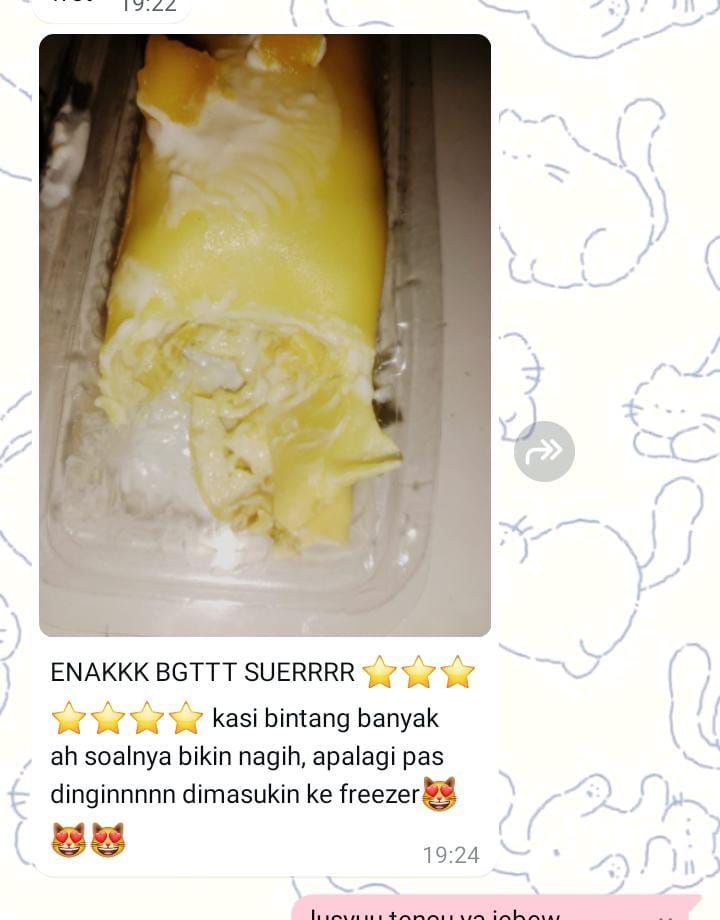 19:22
ENAKKK BGTTT SUERRRR ⭐⭐⭐
⭐⭐⭐⭐ kasi bintang banyak
ah soalnya bikin nagih, apalagi pas
dinginnnnn dimasukin ke freezer😻
😻😻
19:24